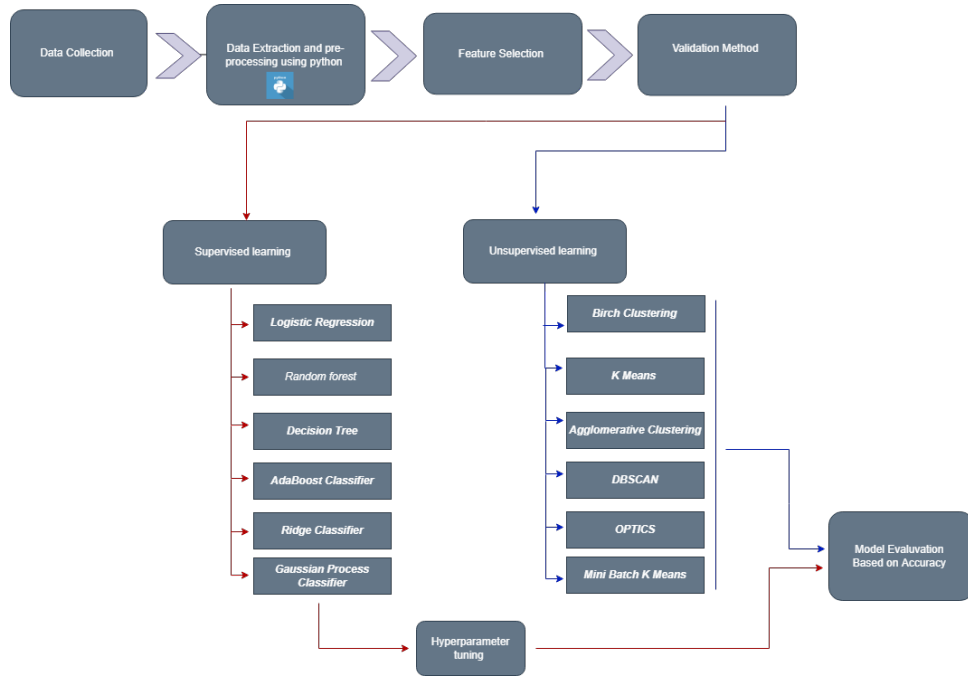 Data Collection
Data Extraction and pre-
processing using python
python
Feature Selection
Validation Method
Supervised learning
Unsupervised learning
Logistic Regression
Random forest
Decision Tree
AdaBoost Classifier
Ridge Classifier
Gaussian Process
Classifier
Birch Clustering
K Means
Agglomerative Clustering
DBSCAN
OPTICS
Mini Batch K Means
Hyperparameter
tuning
Model Evaluvation
Based on Accuracy